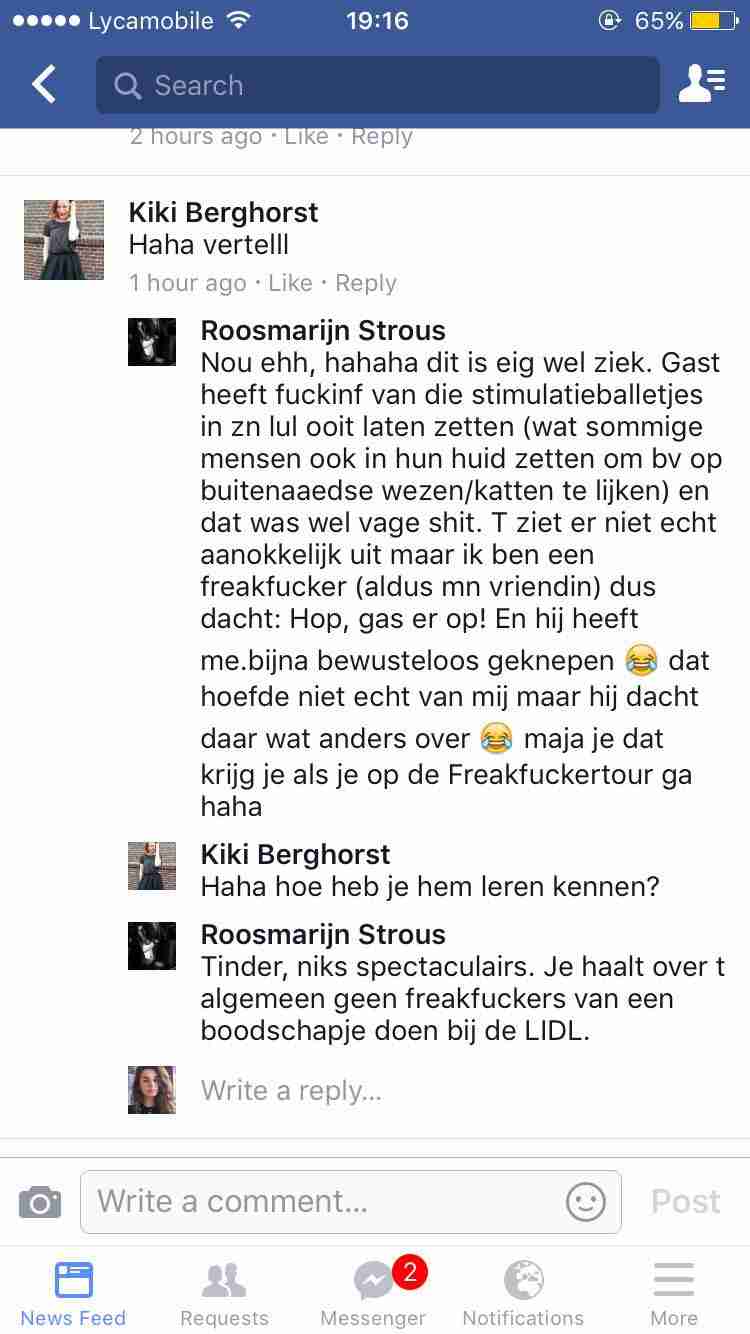 Lycamobile 19:16 65%
Search
2 hours ago · Like · Reply
Kiki Berghorst
Haha vertelll
1 hour ago · Like · Reply
Roosmarijn Strous
Nou ehh, hahaha dit is eig wel ziek. Gast
heeft fuckinf van die stimulatieballetjes
in zn lul ooit laten zetten (wat sommige
mensen ook in hun huid zetten om bv op
buitenaaedse wezen/katten te lijken) en
dat was wel vage shit. T ziet er niet echt
aanokkelijk uit maar ik ben een
freakfucker (aldus mn vriendin) dus
dacht: Hop, gas er op! En hij heeft
me.bijna bewusteloos geknepen 😂 dat
hoefde niet echt van mij maar hij dacht
daar wat anders over 😂 maja je dat
krijg je als je op de Freakfuckertour ga
haha
Kiki Berghorst
Haha hoe heb je hem leren kennen?
Roosmarijn Strous
Tinder, niks spectaculairs. Je haalt over t
algemeen geen freakfuckers van een
boodschapje doen bij de LIDL.
Write a reply...
Write a comment... Post
2
News Feed Requests Messenger Notifications More